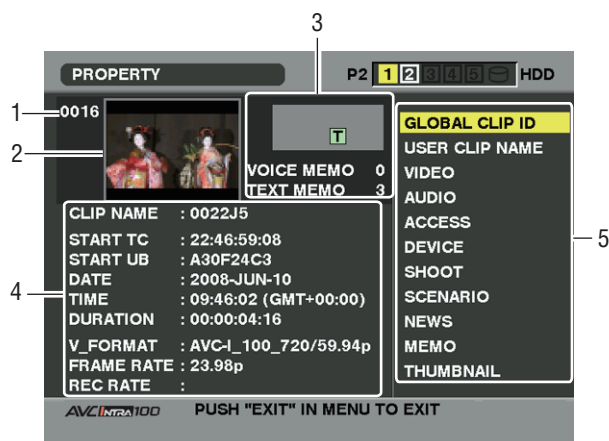 3
PROPERTY
P2 1 2 3 4 5 HDD
1
0016
2
T
VOICE MEMO 0
TEXT MEMO 3
GLOBAL CLIP ID
USER CLIP NAME
VIDEO
AUDIO
ACCESS
DEVICE
SHOOT
SCENARIO
NEWS
MEMO
THUMBNAIL
5
4
CLIP NAME : 0022J5
START TC : 22:46:59:08
START UB : A30F24C3
DATE : 2008-JUN-10
TIME : 09:46:02 (GMT+00:00)
DURATION : 00:00:04:16
V_FORMAT : AVC-I_100_720/59.94p
FRAME RATE : 23.98p
REC RATE :
AVC INTRA 100 PUSH "EXIT" IN MENU TO EXIT